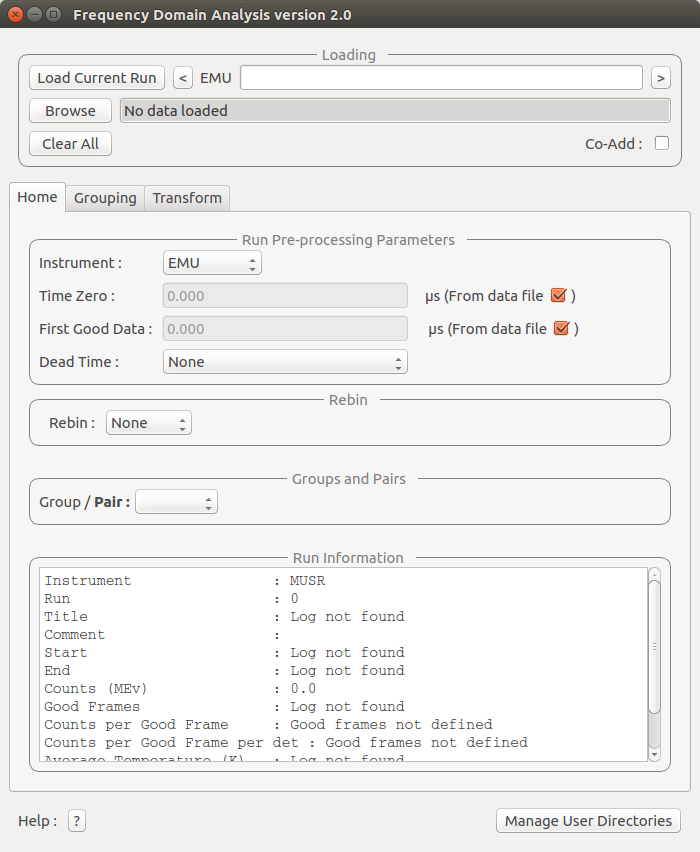 Frequency Domain Analysis version 2.0
Loading
Load Current Run < EMU >
Browse No data loaded
Clear All Co-Add :
Home Grouping Transform
Run Pre-processing Parameters
Instrument : EMU
Time Zero : 0.000 µs (From data file )
First Good Data : 0.000 µs (From data file )
Dead Time : None
Rebin
Rebin : None
Groups and Pairs
Group / Pair :
Run Information
Instrument : MUSR
Run : 0
Title : Log not found
Comment :
Start : Log not found
End : Log not found
Counts (MEv) : 0.0
Good Frames : Log not found
Counts per Good Frame : Good frames not defined
Counts per Good Frame per det : Good frames not defined
Average Temperature (K) : Log not found
Help : ? Manage User Directories